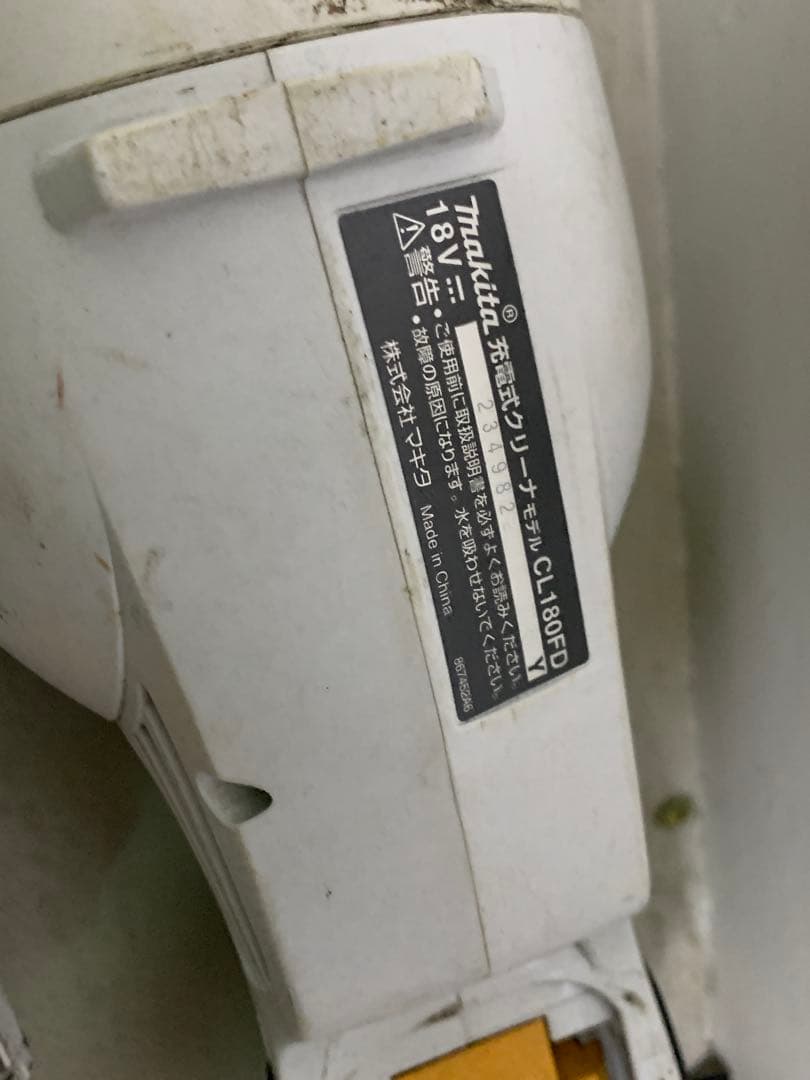 makita® 充電式クリーナ モデル CL180FD
18V⎓ 234982 Y
⚠警告・ご使用前に取扱説明書を必ずよくお読みください。
・故障の原因になります。水を吸わせないでください。
株式会社マキタ Made in China 867452A6